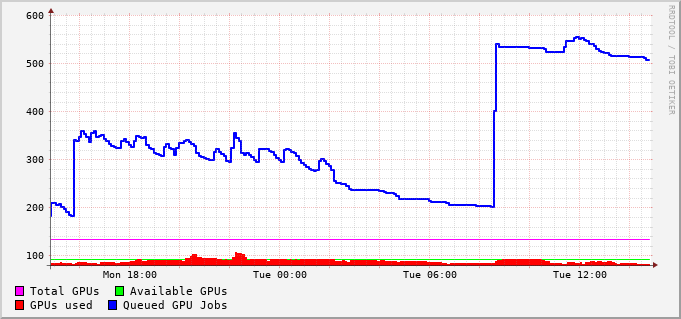 600
RRDTOOL / TOBI OETIKER
500
400
300
200
100
Mon 18:00 Tue 00:00 Tue 06:00 Tue 12:00
Total GPUs Available GPUs
GPUs used Queued GPU Jobs